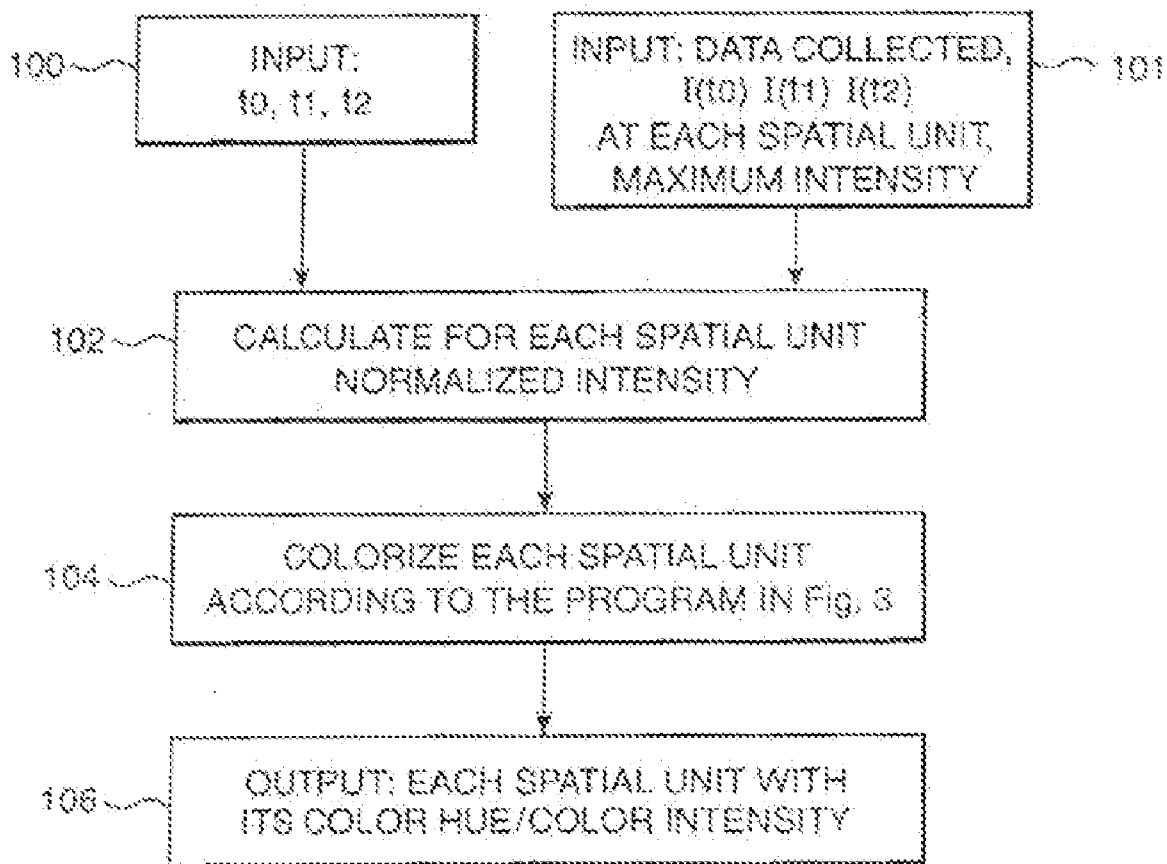 100
INPUT:
t0, t1, t2
INPUT: DATA COLLECTED,
I(t0) I(t1) I(t2)
AT EACH SPATIAL UNIT,
MAXIMUM INTENSITY
101
102
CALCULATE FOR EACH SPATIAL UNIT
NORMALIZED INTENSITY
104
COLORIZE EACH SPATIAL UNIT
ACCORDING TO THE PROGRAM IN Fig. 3
106
OUTPUT: EACH SPATIAL UNIT WITH
ITS COLOR HUE/COLOR INTENSITY